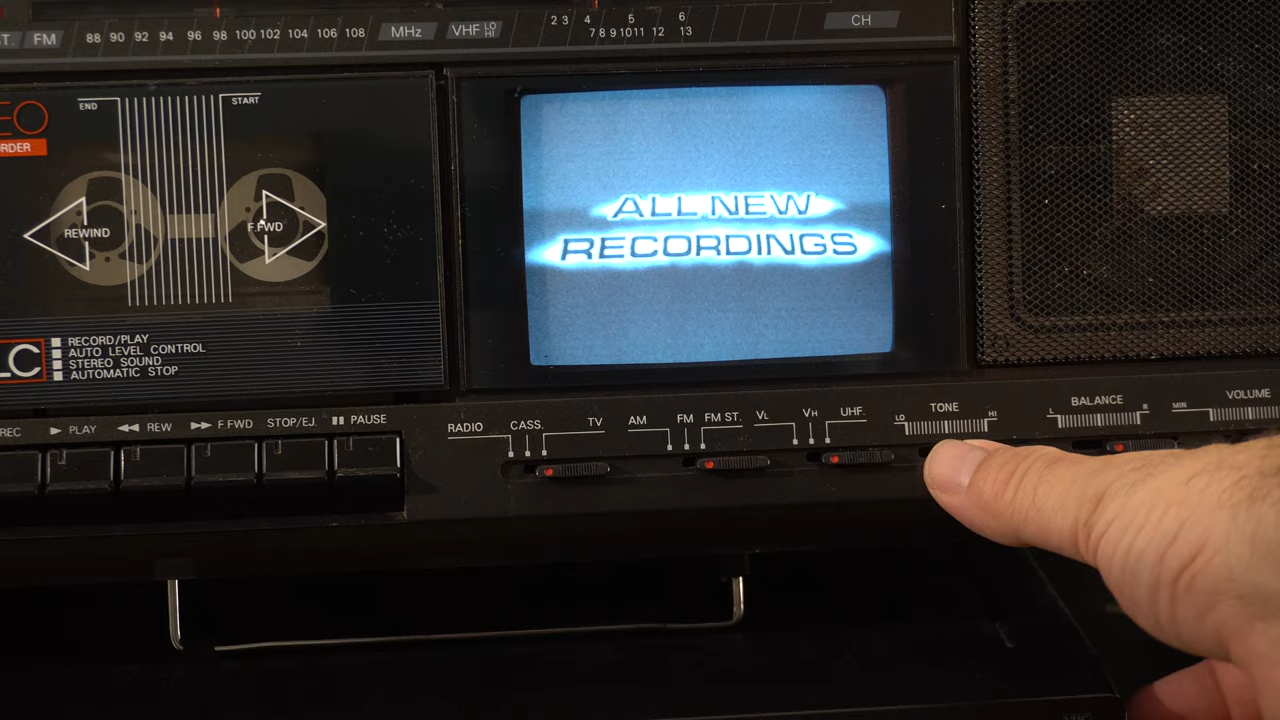 FM 88 90 92 94 96 98 100 102 104 106 108 MHz VHF LO HI 2 3 4 5 6 7 8 9 10 11 12 13 CH
END START
REWIND F.FWD
RECORD/PLAY
AUTO LEVEL CONTROL
STEREO SOUND
AUTOMATIC STOP
ALL NEW
RECORDINGS
REC PLAY REW F.FWD STOP/EJ. PAUSE
RADIO CASS. TV AM FM FM ST. VL VH UHF.
LO TONE HI
L BALANCE R
MIN VOLUME